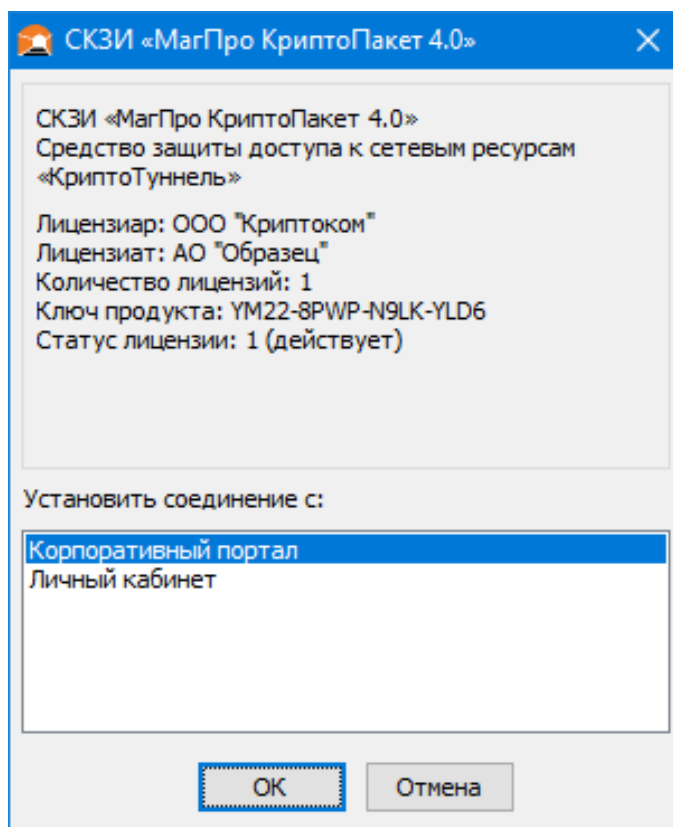 СКЗИ «МагПро КриптоПакет 4.0»
СКЗИ «МагПро КриптоПакет 4.0»
Средство защиты доступа к сетевым ресурсам
«КриптоТуннель»
Лицензиар: ООО "Криптоком"
Лицензиат: АО "Образец"
Количество лицензий: 1
Ключ продукта: YM22-8PWP-N9LK-YLD6
Статус лицензии: 1 (действует)
Установить соединение с:
Корпоративный портал
Личный кабинет
ОК
Отмена